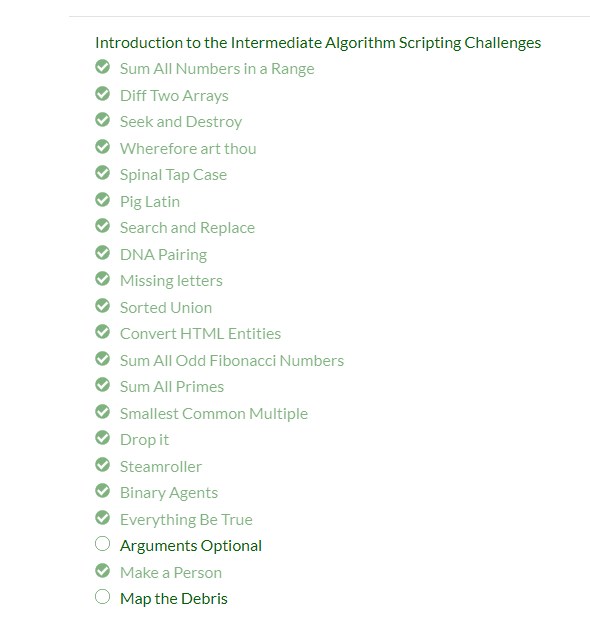 Introduction to the Intermediate Algorithm Scripting Challenges
Sum All Numbers in a Range
Diff Two Arrays
Seek and Destroy
Wherefore art thou
Spinal Tap Case
Pig Latin
Search and Replace
DNA Pairing
Missing letters
Sorted Union
Convert HTML Entities
Sum All Odd Fibonacci Numbers
Sum All Primes
Smallest Common Multiple
Drop it
Steamroller
Binary Agents
Everything Be True
Arguments Optional
Make a Person
Map the Debris